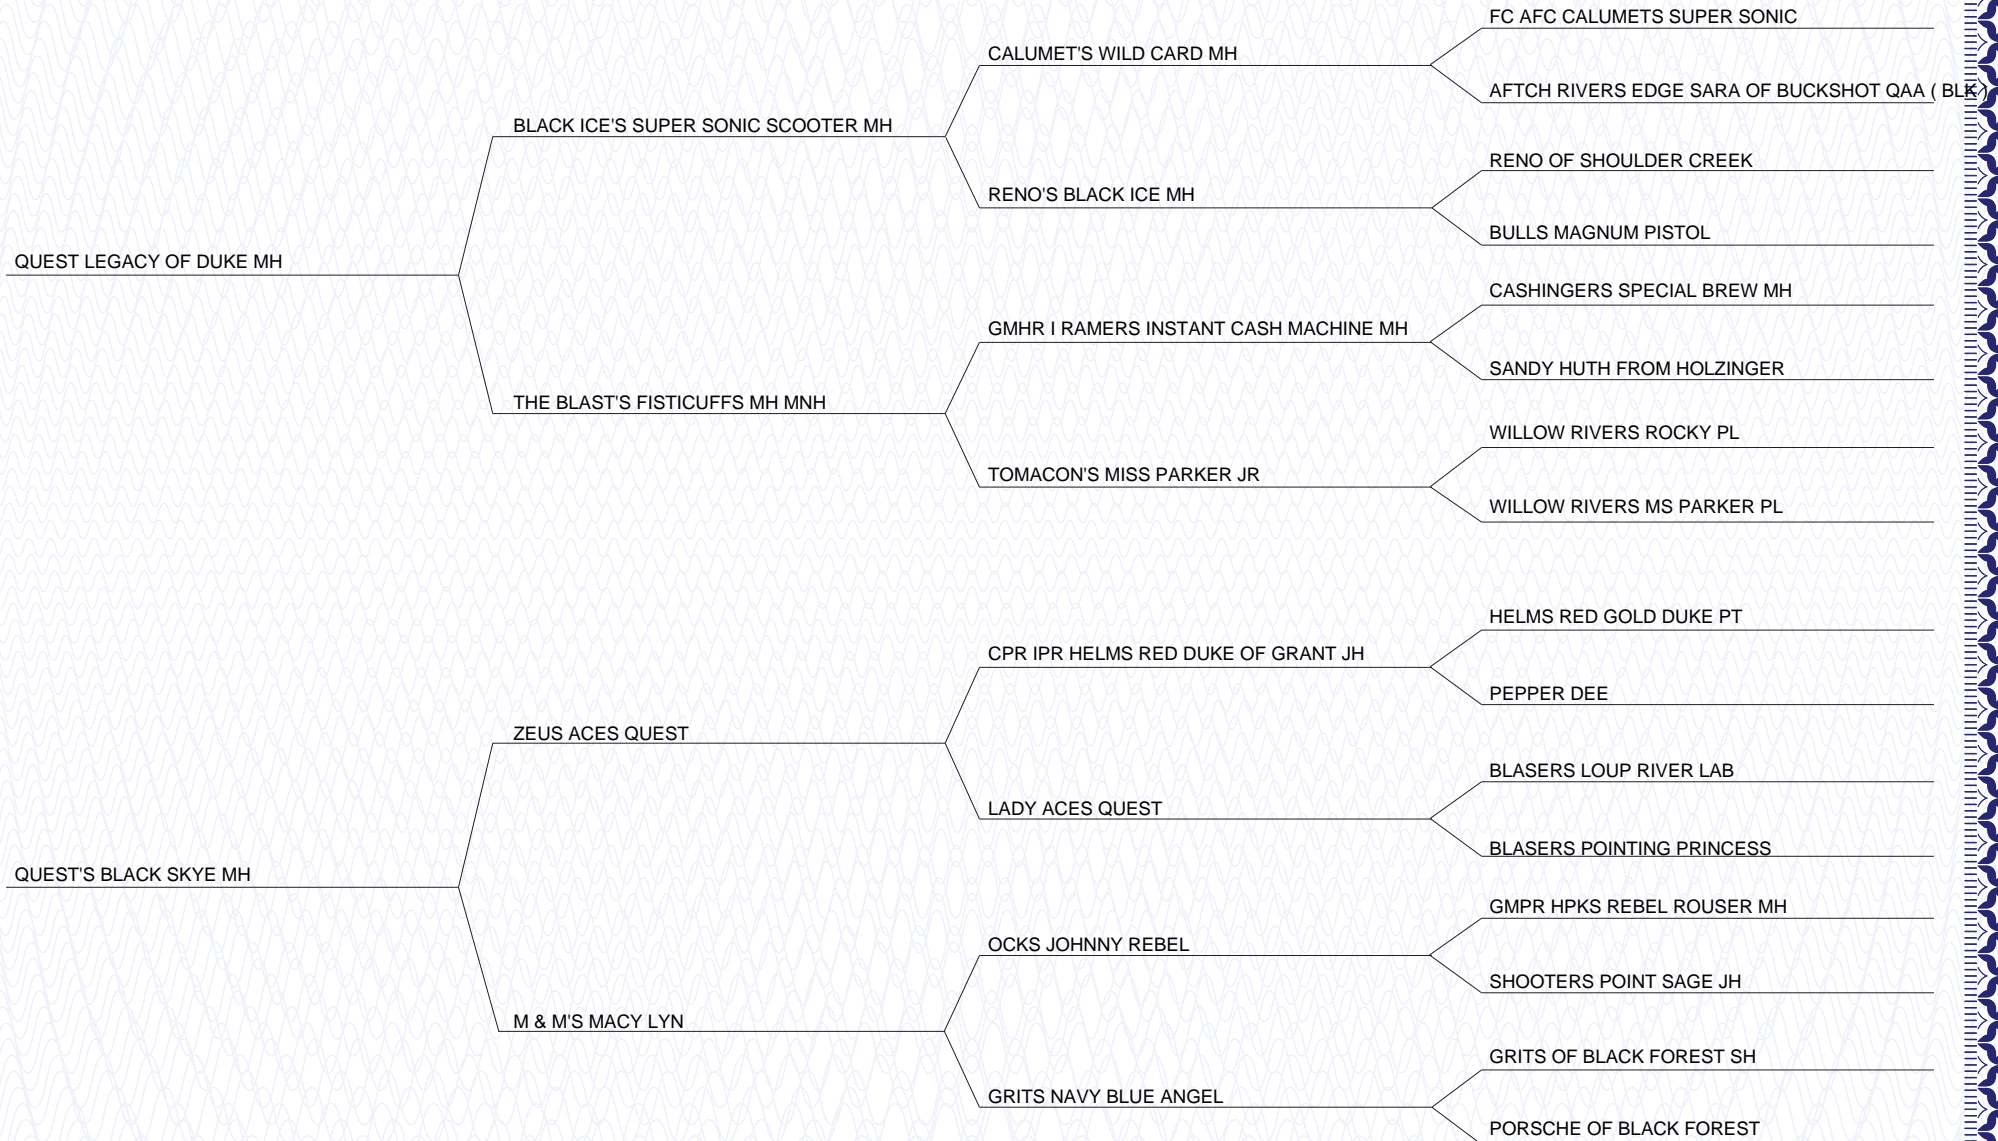 FC AFC CALUMETS SUPER SONIC
CALUMET'S WILD CARD MH
AFTCH RIVERS EDGE SARA OF BUCKSHOT QAA ( BLK )
BLACK ICE'S SUPER SONIC SCOOTER MH
RENO OF SHOULDER CREEK
RENO'S BLACK ICE MH
BULLS MAGNUM PISTOL
QUEST LEGACY OF DUKE MH
CASHINGERS SPECIAL BREW MH
GMHR I RAMERS INSTANT CASH MACHINE MH
SANDY HUTH FROM HOLZINGER
THE BLAST'S FISTICUFFS MH MNH
WILLOW RIVERS ROCKY PL
TOMACON'S MISS PARKER JR
WILLOW RIVERS MS PARKER PL
HELMS RED GOLD DUKE PT
CPR IPR HELMS RED DUKE OF GRANT JH
PEPPER DEE
ZEUS ACES QUEST
BLASERS LOUP RIVER LAB
LADY ACES QUEST
BLASERS POINTING PRINCESS
QUEST'S BLACK SKYE MH
GMPR HPKS REBEL ROUSER MH
OCKS JOHNNY REBEL
SHOOTERS POINT SAGE JH
M & M'S MACY LYN
GRITS OF BLACK FOREST SH
GRITS NAVY BLUE ANGEL
PORSCHE OF BLACK FOREST